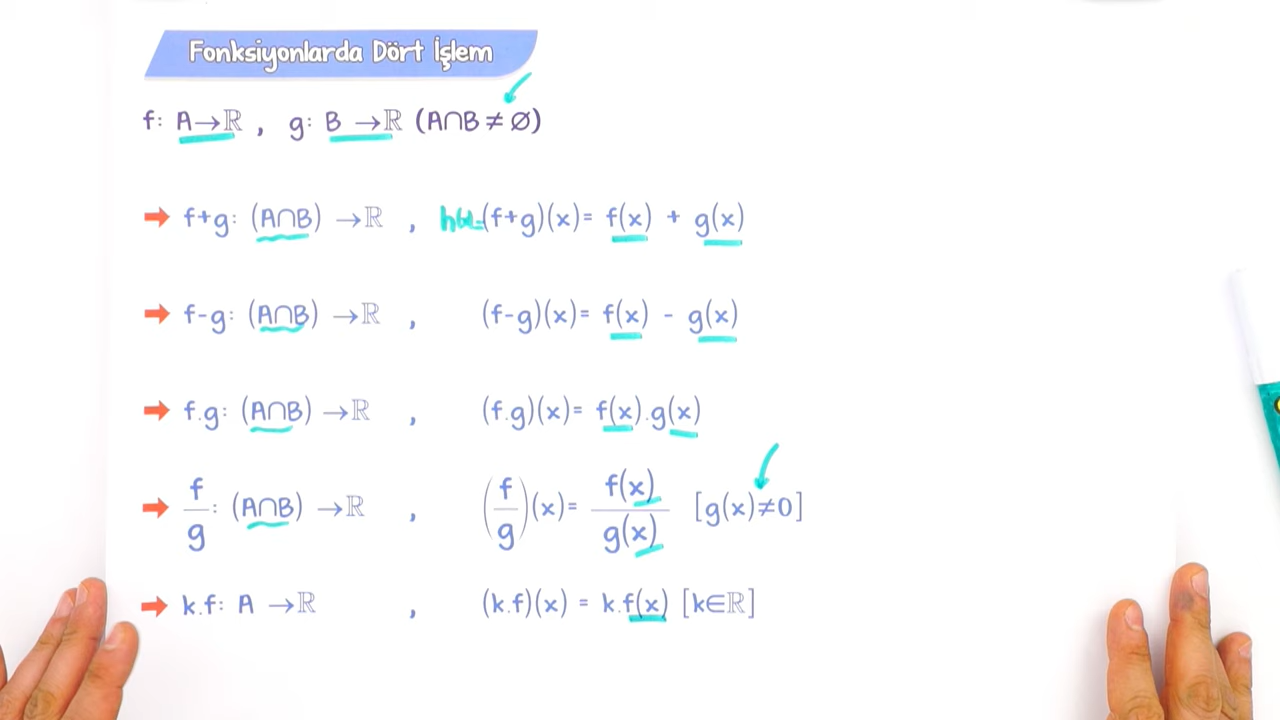 Fonksiyonlarda Dört İşlem
f: A→ℝ , g: B →ℝ (A∩B ≠ ∅)
➡ f+g: (A∩B) →ℝ , h(x)=(f+g)(x)= f(x) + g(x)
➡ f-g: (A∩B) →ℝ , (f-g)(x)= f(x) - g(x)
➡ f.g: (A∩B) →ℝ , (f.g)(x)= f(x).g(x)
➡ f/g: (A∩B) →ℝ , (f/g)(x)= f(x)/g(x) [g(x)≠0]
➡ k.f: A →ℝ , (k.f)(x) = k.f(x) [k∈ℝ]